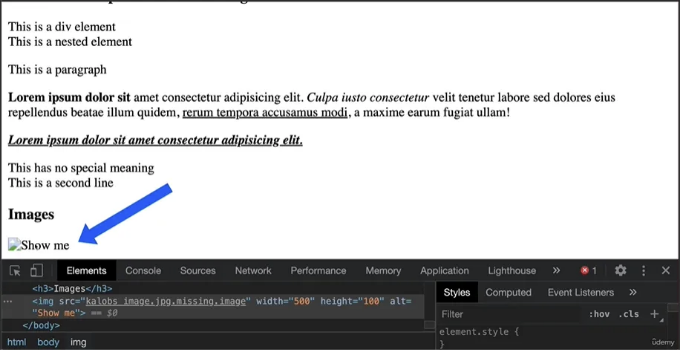 This is a div element
This is a nested element
This is a paragraph
Lorem ipsum dolor sit amet consectetur adipisicing elit. Culpa iusto consectetur velit tenetur labore sed dolores eius
repellendus beatae illum quidem, rerum tempora accusamus modi, a maxime earum fugiat ullam!
Lorem ipsum dolor sit amet consectetur adipisicing elit.
This has no special meaning
This is a second line
Images
Show me
Elements Console Sources Network Performance Memory Application Lighthouse » 1
<h3>Images</h3>
<img src="kalobs image.jpg.missing.image" width="500" height="100" alt=
"Show me"> == $0
</body>
html body img
Styles Computed Event Listeners »
Filter :hov .cls +
element.style {
}
ûdemy